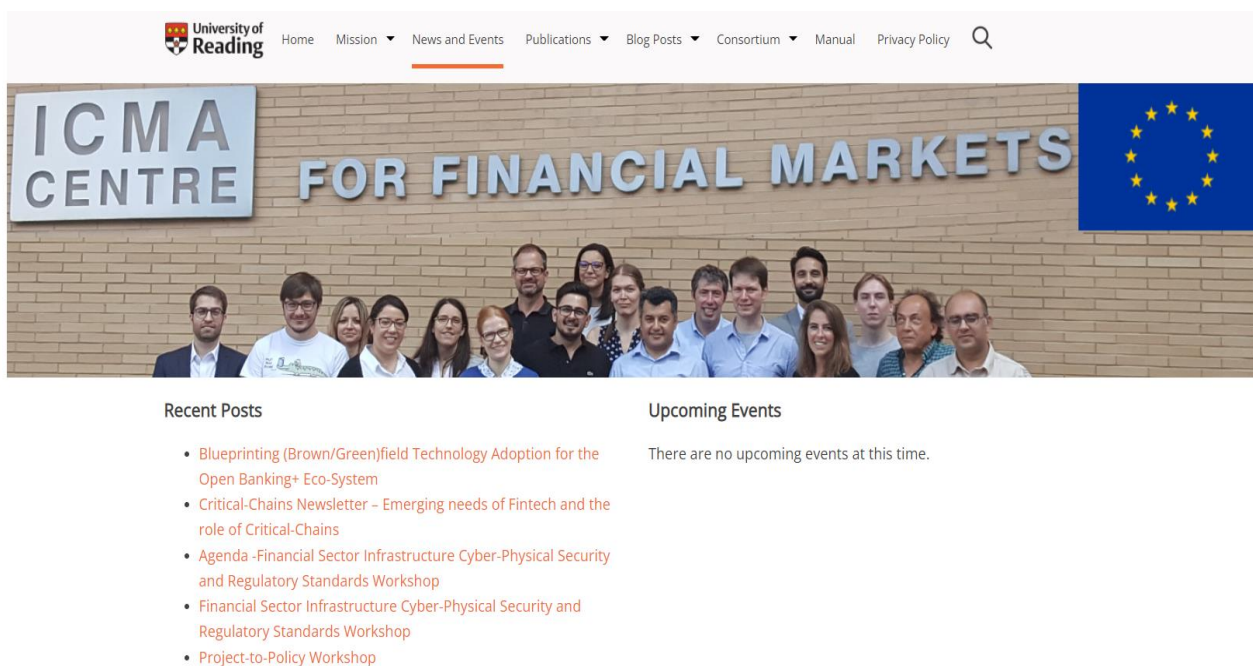 University of
Reading
Home Mission News and Events Publications Blog Posts Consortium Manual Privacy Policy
ICMA
CENTRE
FOR FINANCIAL MARKETS
Recent Posts
Blueprinting (Brown/Green)field Technology Adoption for the
Open Banking+ Eco-System
Critical-Chains Newsletter – Emerging needs of Fintech and the
role of Critical-Chains
Agenda -Financial Sector Infrastructure Cyber-Physical Security
and Regulatory Standards Workshop
Financial Sector Infrastructure Cyber-Physical Security and
Regulatory Standards Workshop
Project-to-Policy Workshop
Upcoming Events
There are no upcoming events at this time.